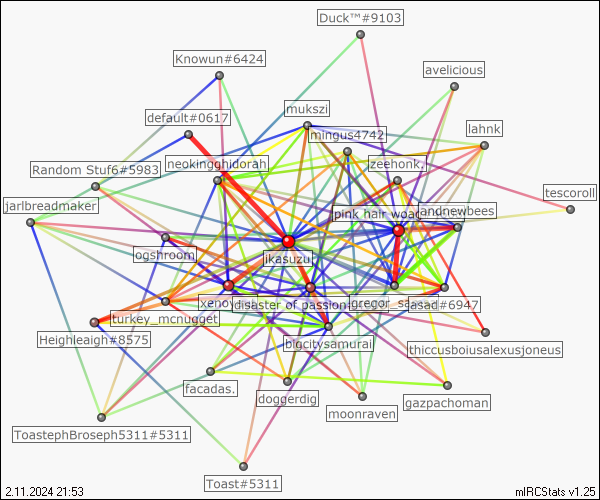 Duck™#9103
Knowun#6424
avelicious
default#0617
mukszi
mingus4742
lahnk
neokingghidorah
zeehonk.
Random Stuf6#5983
tescoroll
jarlbreadmaker
pink hair woac
andnewbees
ogshroom
ikasuzu
xeno
disaster of passion
gregor_sa
asad#6947
turkey_mcnugget
Heighleaigh#8575
bigcitysamurai
thiccusboiusalexusjoneus
facadas.
doggerdig
moonraven
gazpachoman
ToastephBroseph5311#5311
Toast#5311
2.11.2024 21:53
mIRCStats v1.25